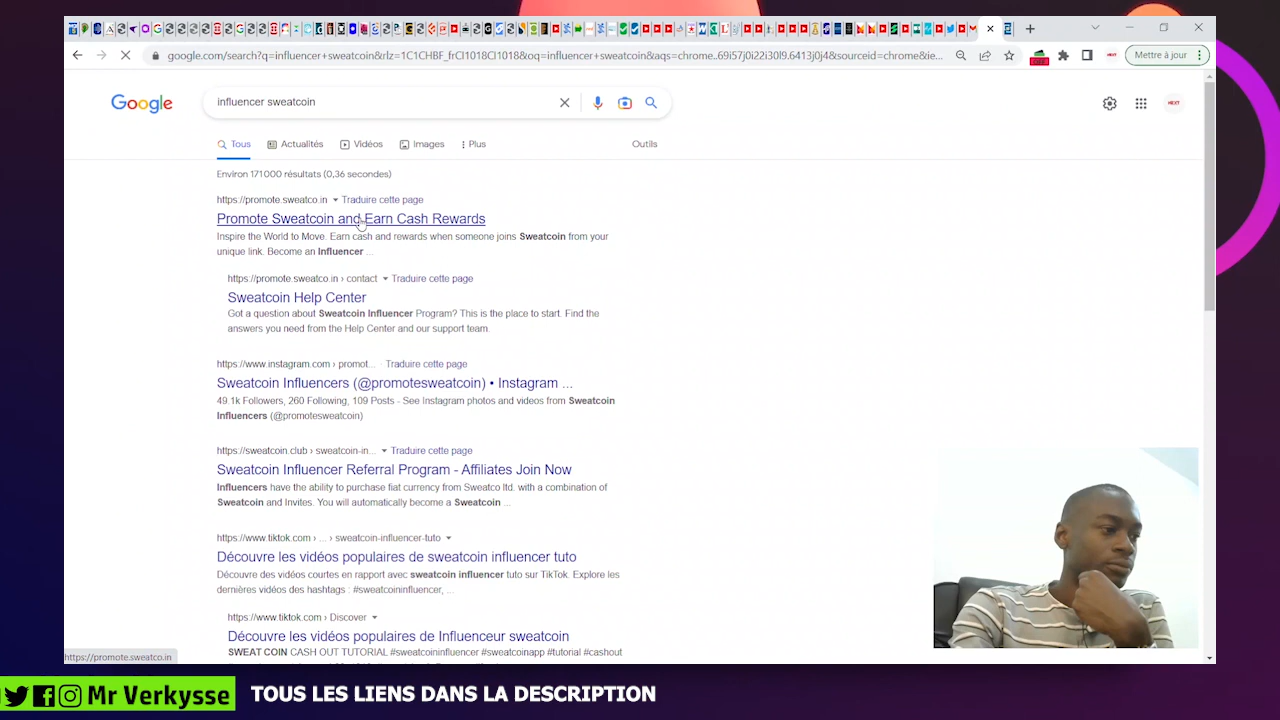 google.com/search?q=influencer+sweatcoin&rlz=1C1CHBF_frCI1018CI1018&oq=influencer+sweatcoin&aqs=chrome..69i57j0i22i30l9.6413j0j4&sourceid=chrome&ie...
Mettre à jour
Google
influencer sweatcoin
Tous
Actualités
Vidéos
Images
Plus
Outils
Environ 171 000 résultats (0,36 secondes)
https://promote.sweatco.in
Traduire cette page
Promote Sweatcoin and Earn Cash Rewards
Inspire the World to Move. Earn cash and rewards when someone joins Sweatcoin from your
unique link. Become an Influencer ...
https://promote.sweatco.in › contact
Traduire cette page
Sweatcoin Help Center
Got a question about Sweatcoin Influencer Program? This is the place to start. Find the
answers you need from the Help Center and our support team.
https://www.instagram.com › promot...
Traduire cette page
Sweatcoin Influencers (@promotesweatcoin) • Instagram ...
49.1k Followers, 260 Following, 109 Posts - See Instagram photos and videos from Sweatcoin
Influencers (@promotesweatcoin)
https://sweatcoin.club › sweatcoin-in...
Traduire cette page
Sweatcoin Influencer Referral Program - Affiliates Join Now
Influencers have the ability to purchase fiat currency from Sweatco ltd. with a combination of
Sweatcoin and Invites. You will automatically become a Sweatcoin ...
https://www.tiktok.com › ... › sweatcoin-influencer-tuto
Découvre les vidéos populaires de sweatcoin influencer tuto
Découvre des vidéos courtes en rapport avec sweatcoin influencer tuto sur TikTok. Explore les
dernières vidéos des hashtags : #sweatcoininfluencer, ...
https://www.tiktok.com › Discover
Découvre les vidéos populaires de Influenceur sweatcoin
SWEAT COIN CASH OUT TUTORIAL #sweatcoininfluencer #sweatcoinapp #tutorial #cashout
https://promote.sweatco.in
Mr Verkysse
TOUS LES LIENS DANS LA DESCRIPTION